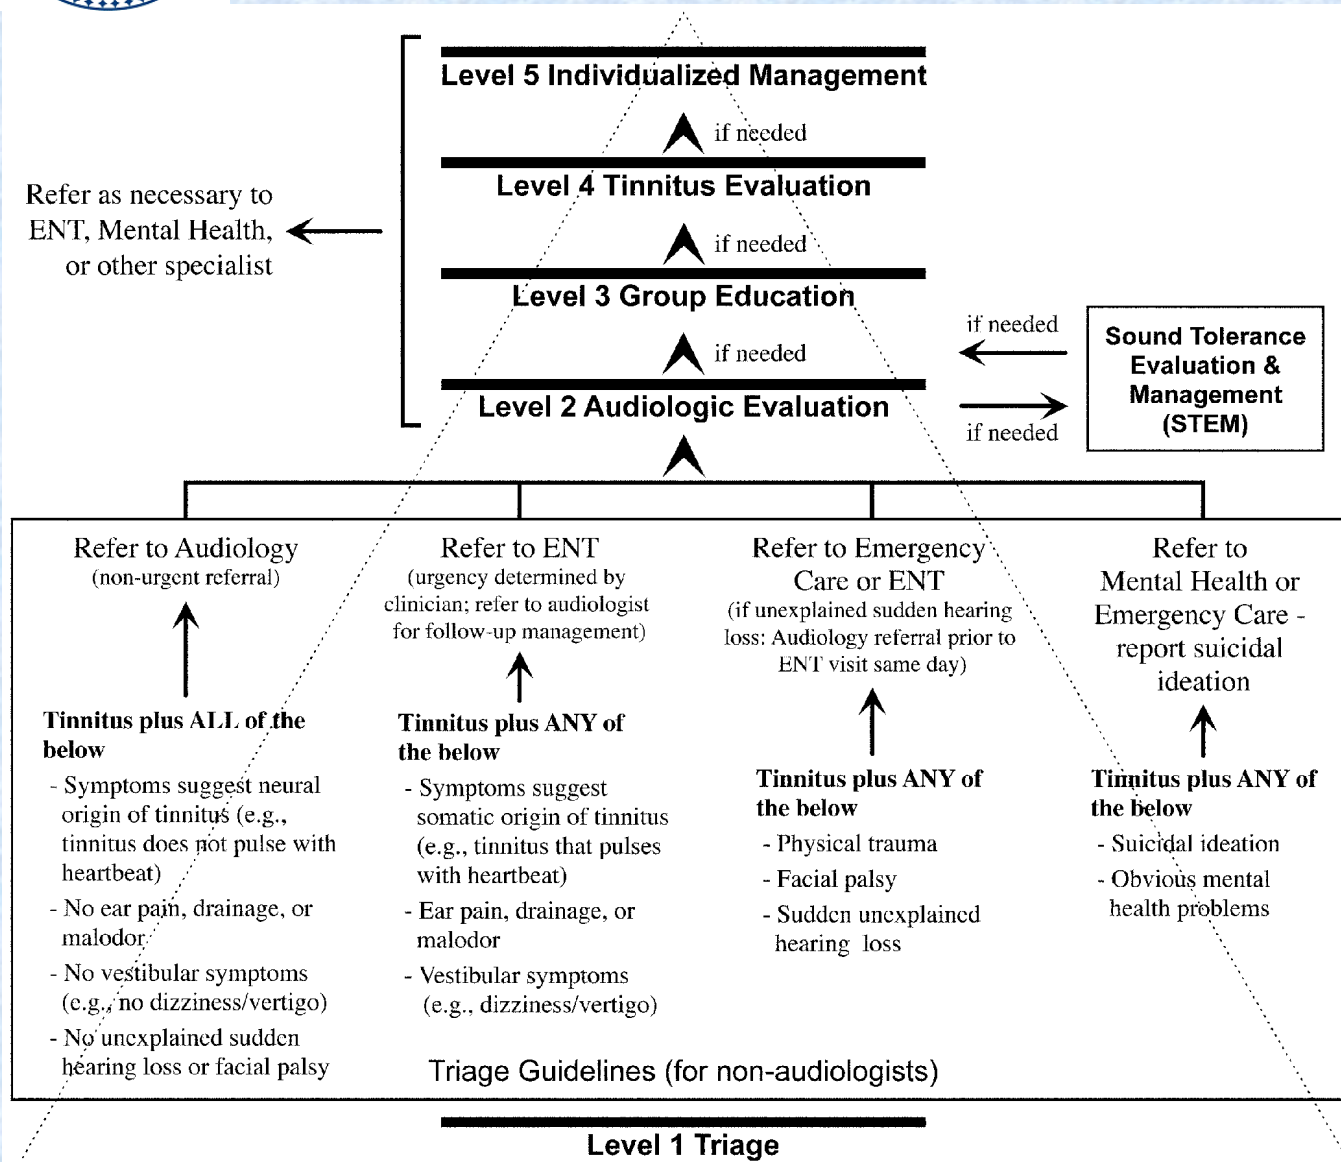 Level 5 Individualized Management
if needed
Level 4 Tinnitus Evaluation
if needed
Level 3 Group Education
if needed
Level 2 Audiologic Evaluation
Refer as necessary to
ENT, Mental Health,
or other specialist
if needed
if needed
Sound Tolerance
Evaluation &
Management
(STEM)
Refer to Audiology
(non-urgent referral)
Tinnitus plus ALL of the
below
- Symptoms suggest neural
origin of tinnitus (e.g.,
tinnitus does not pulse with
heartbeat)
- No ear pain, drainage, or
malodor
- No vestibular symptoms
(e.g., no dizziness/vertigo)
- No unexplained sudden
hearing loss or facial palsy
Refer to ENT
(urgency determined by
clinician; refer to audiologist
for follow-up management)
Tinnitus plus ANY of
the below
- Symptoms suggest
somatic origin of tinnitus
(e.g., tinnitus that pulses
with heartbeat)
- Ear pain, drainage, or
malodor
- Vestibular symptoms
(e.g., dizziness/vertigo)
Refer to Emergency
Care or ENT
(if unexplained sudden hearing
loss: Audiology referral prior to
ENT visit same day)
Tinnitus plus ANY of
the below
- Physical trauma
- Facial palsy
- Sudden unexplained
hearing loss
Refer to
Mental Health or
Emergency Care -
report suicidal
ideation
Tinnitus plus ANY of
the below
- Suicidal ideation
- Obvious mental
health problems
Triage Guidelines (for non-audiologists)
Level 1 Triage